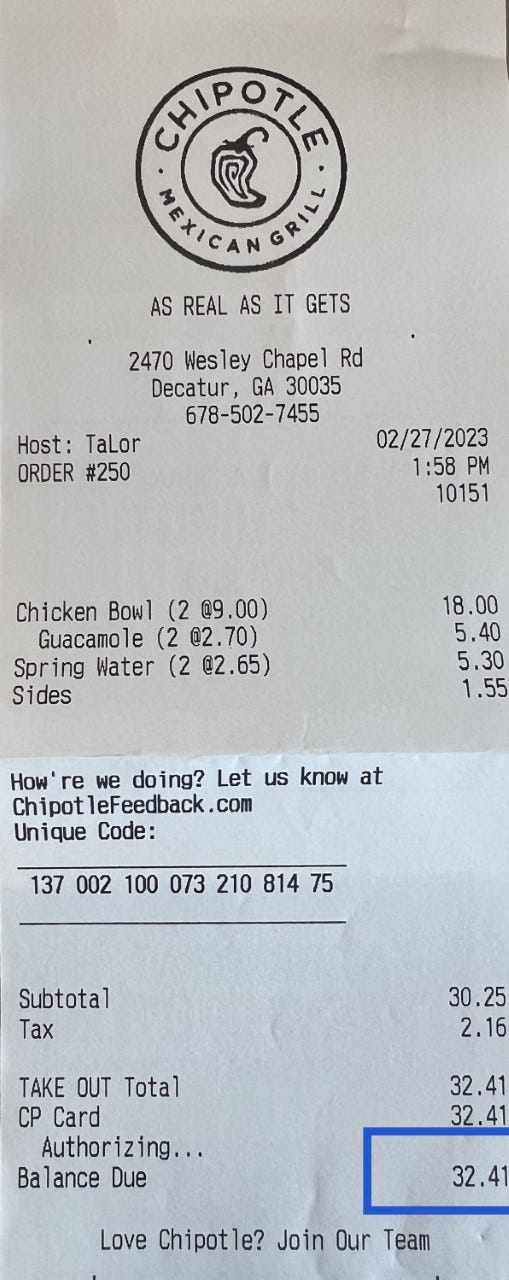 CHIPOTLE
MEXICAN GRILL
AS REAL AS IT GETS
2470 Wesley Chapel Rd
Decatur, GA 30035
678-502-7455
Host: TaLor 02/27/2023
ORDER #250 1:58 PM
10151
Chicken Bowl (2 @9.00) 18.00
Guacamole (2 @2.70) 5.40
Spring Water (2 @2.65) 5.30
Sides 1.55
How're we doing? Let us know at
ChipotleFeedback.com
Unique Code:
137 002 100 073 210 814 75
Subtotal 30.25
Tax 2.16
TAKE OUT Total 32.41
CP Card 32.41
Authorizing...
Balance Due 32.41
Love Chipotle? Join Our Team